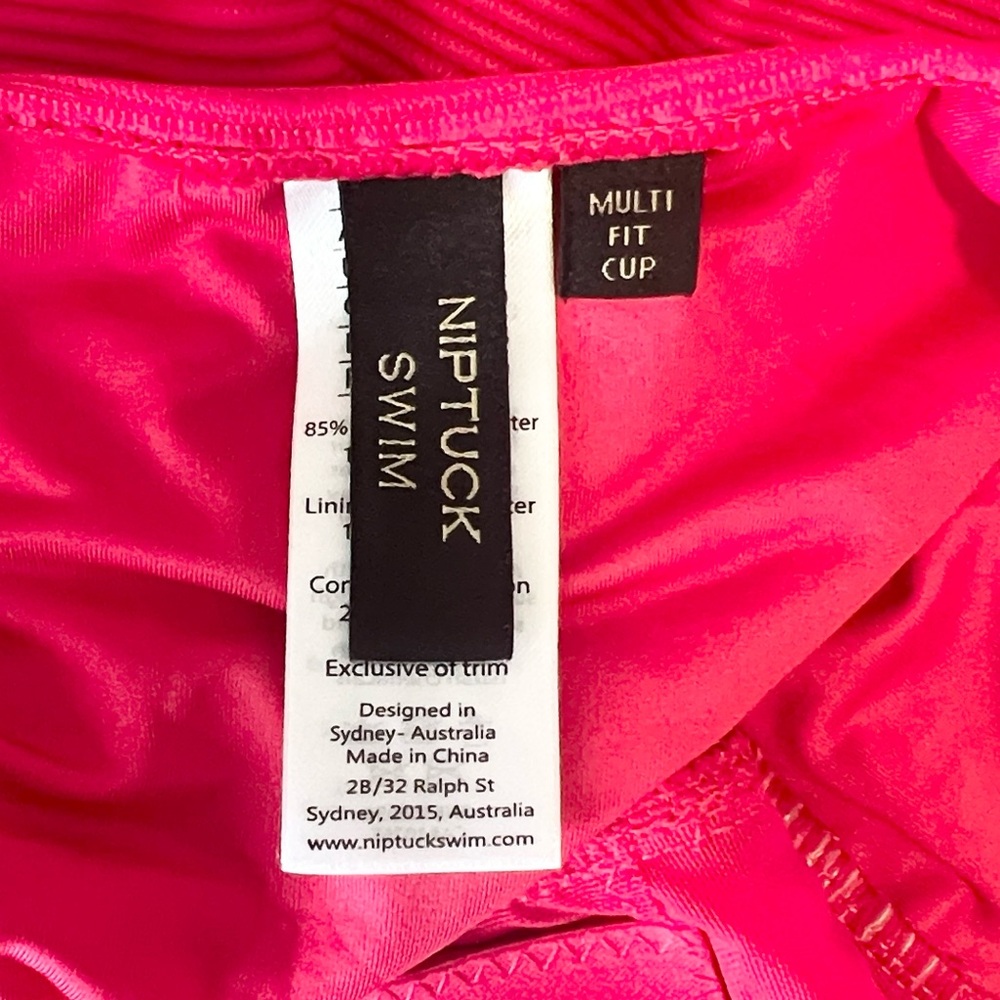 NIPTUCK
SWIM
MULTI
FIT
CUP
85%
Exclusive of trim
Designed in
Sydney- Australia
Made in China
2B/32 Ralph St
Sydney, 2015, Australia
www.niptuckswim.com